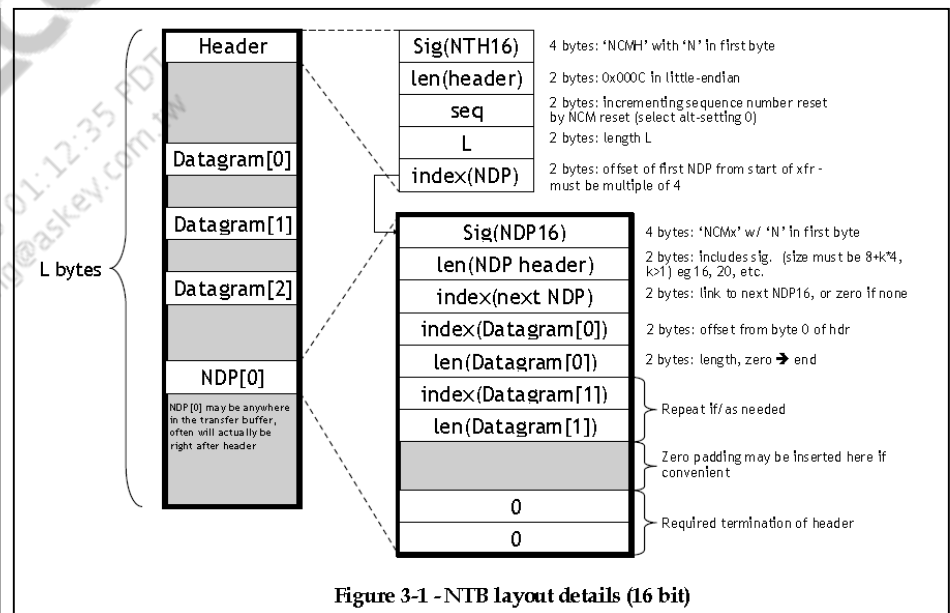 Header
Datagram[0]
Datagram[1]
Datagram[2]
L bytes
NDP[0]
NDP[0] may be anywhere
in the transfer buffer,
often will actually be
right after header
Sig(NTH16)
4 bytes: ‘NCMH’ with ‘N’ in first byte
len(header)
2 bytes: 0x000C in little-endian
seq
2 bytes: incrementing sequence number reset
by NCM reset (select alt-setting 0)
L
2 bytes: length L
index(NDP)
2 bytes: offset of first NDP from start of xfr -
must be multiple of 4
Sig(NDP16)
4 bytes: ‘NCMx’ w/ ‘N’ in first byte
len(NDP header)
2 bytes: includes sig. (size must be 8+k*4,
k>1) eg 16, 20, etc.
index(next NDP)
2 bytes: link to next NDP16, or zero if none
index(Datagram[0])
2 bytes: offset from byte 0 of hdr
len(Datagram[0])
2 bytes: length, zero ➔ end
index(Datagram[1])
len(Datagram[1])
Repeat if/as needed
Zero padding may be inserted here if
convenient
0
0
Required termination of header
Figure 3-1 - NTB layout details (16 bit)
01:12:35 PDT
@askey.com.tw